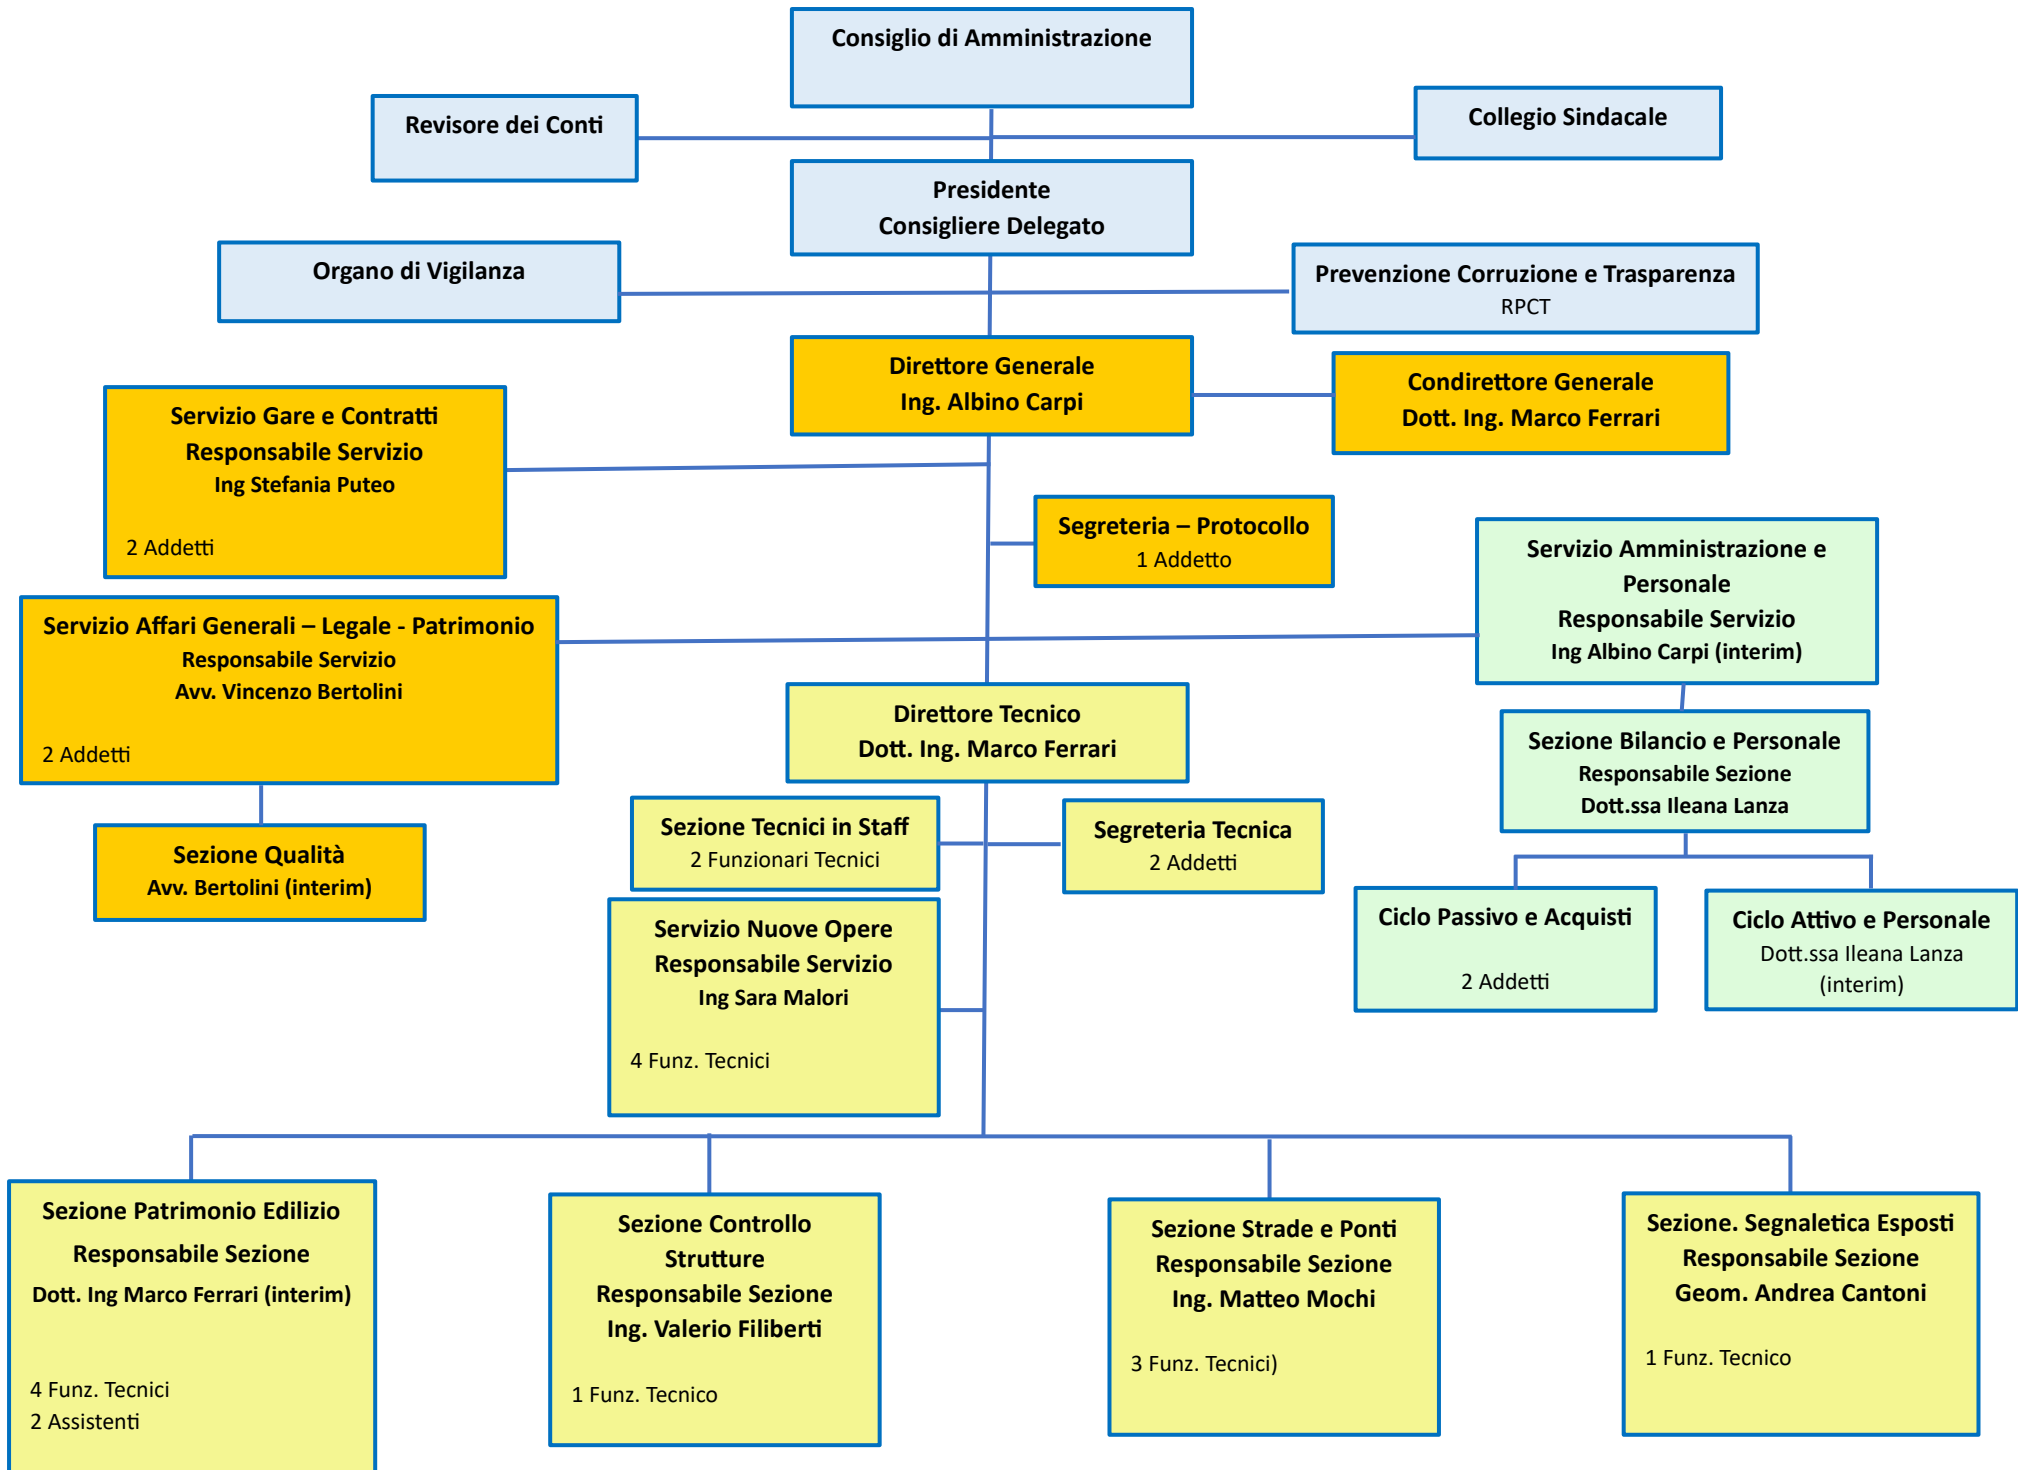 Consiglio di Amministrazione
Revisore dei Conti
Collegio Sindacale
Presidente
Consigliere Delegato
Organo di Vigilanza
Prevenzione Corruzione e Trasparenza
RPCT
Direttore Generale
Ing. Albino Carpi
Condirettore Generale
Dott. Ing. Marco Ferrari
Servizio Gare e Contratti
Responsabile Servizio
Ing Stefania Puteo
2 Addetti
Segreteria – Protocollo
1 Addetto
Servizio Amministrazione e
Personale
Responsabile Servizio
Ing Albino Carpi (interim)
Servizio Affari Generali – Legale - Patrimonio
Responsabile Servizio
Avv. Vincenzo Bertolini
2 Addetti
Direttore Tecnico
Dott. Ing. Marco Ferrari
Sezione Bilancio e Personale
Responsabile Sezione
Dott.ssa Ileana Lanza
Sezione Qualità
Avv. Bertolini (interim)
Sezione Tecnici in Staff
2 Funzionari Tecnici
Segreteria Tecnica
2 Addetti
Ciclo Passivo e Acquisti
2 Addetti
Ciclo Attivo e Personale
Dott.ssa Ileana Lanza
(interim)
Servizio Nuove Opere
Responsabile Servizio
Ing Sara Malori
4 Funz. Tecnici
Sezione Patrimonio Edilizio
Responsabile Sezione
Dott. Ing Marco Ferrari (interim)
4 Funz. Tecnici
2 Assistenti
Sezione Controllo
Strutture
Responsabile Sezione
Ing. Valerio Filiberti
1 Funz. Tecnico
Sezione Strade e Ponti
Responsabile Sezione
Ing. Matteo Mochi
3 Funz. Tecnici)
Sezione. Segnaletica Esposti
Responsabile Sezione
Geom. Andrea Cantoni
1 Funz. Tecnico